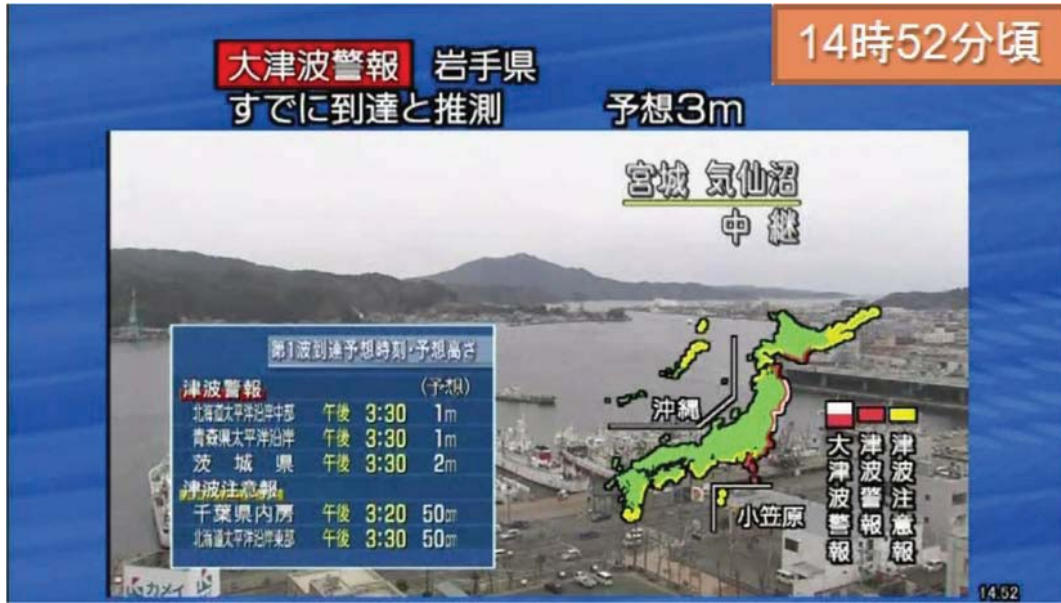 14時52分頃
大津波警報 岩手県
すでに到達と推測 予想3m
宮城 気仙沼
中継
第1波到達予想時刻・予想高さ
津波警報 (予想)
北海道太平洋沿岸中部 午後 3:30 1m
青森県太平洋沿岸 午後 3:30 1m
茨城県 午後 3:30 2m
津波注意報
千葉県内房 午後 3:20 50cm
北海道太平洋沿岸東部 午後 3:30 50cm
沖縄
小笠原
大津波警報
津波警報
津波注意報
カメイ
14:52